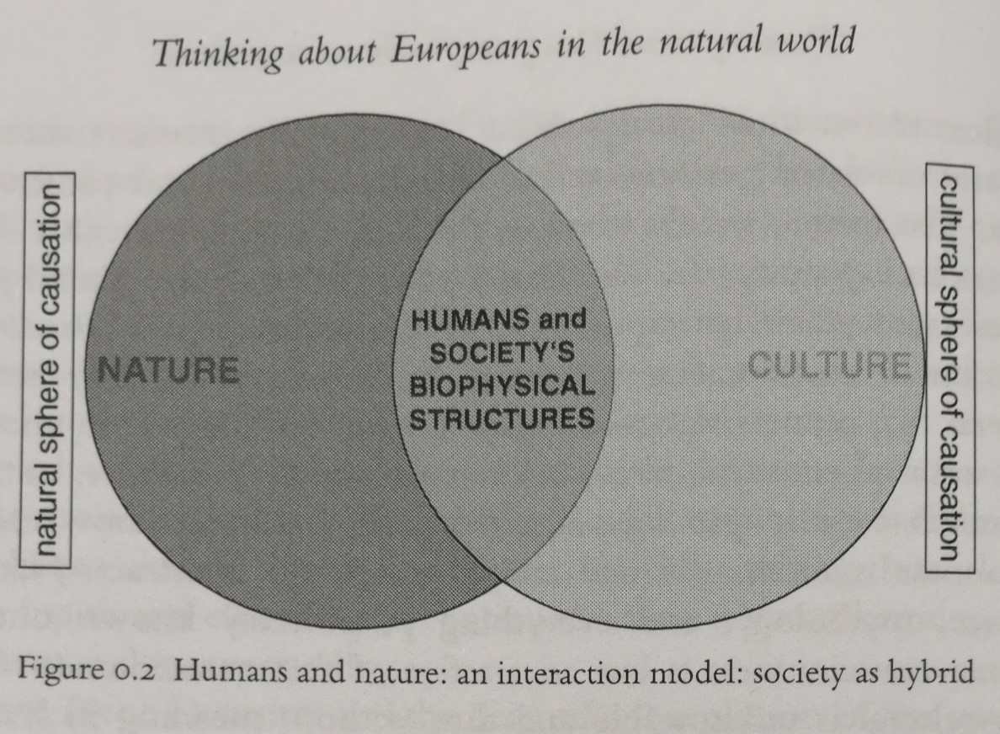 Thinking about Europeans in the natural world
natural sphere of causation
NATURE
HUMANS and
SOCIETY'S
BIOPHYSICAL
STRUCTURES
CULTURE
cultural sphere of causation
Figure 0.2 Humans and nature: an interaction model: society as hybrid